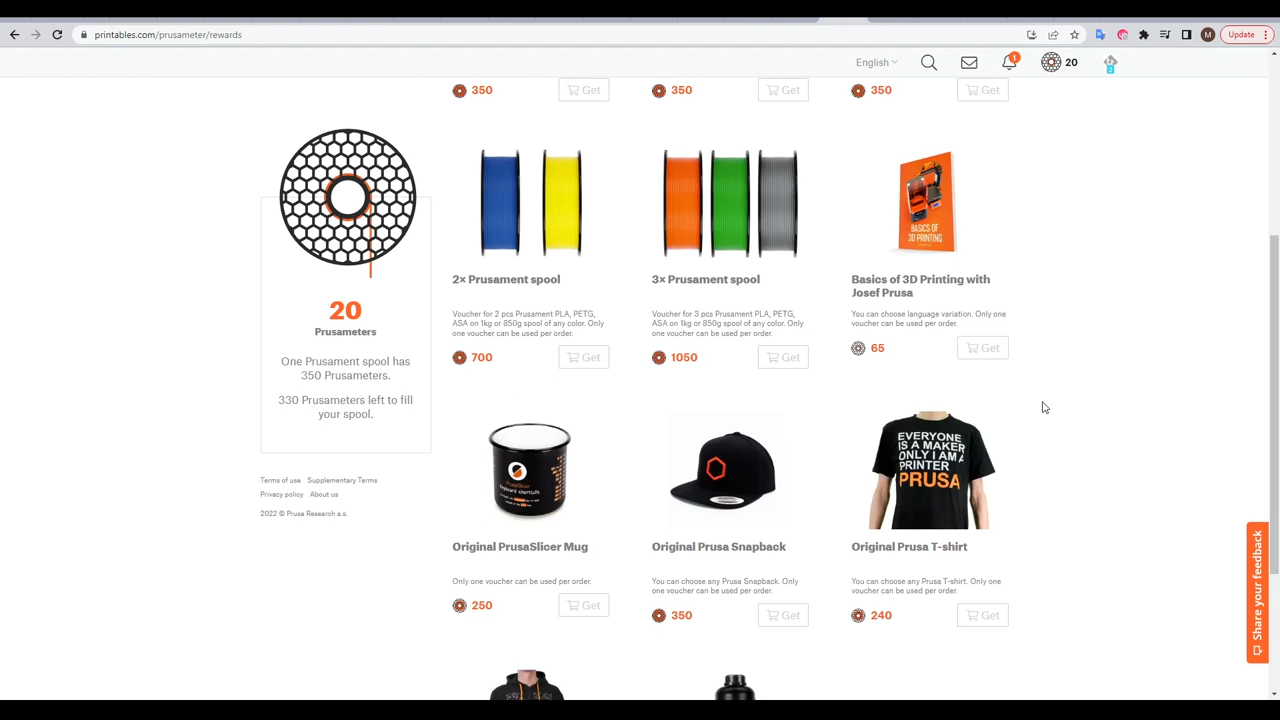 printables.com/prusameter/rewards
M
Update
English
1
20
2
350
Get
350
Get
350
Get
20
Prusameters
One Prusament spool has
350 Prusameters.
330 Prusameters left to fill
your spool.
Terms of use Supplementary Terms
Privacy policy About us
2022 © Prusa Research a.s.
2× Prusament spool
Voucher for 2 pcs Prusament PLA, PETG,
ASA on 1kg or 850g spool of any color. Only
one voucher can be used per order.
700
Get
3× Prusament spool
Voucher for 3 pcs Prusament PLA, PETG,
ASA on 1kg or 850g spool of any color. Only
one voucher can be used per order.
1050
Get
BASICS OF
3D PRINTING
Basics of 3D Printing with
Josef Prusa
You can choose language variation. Only one
voucher can be used per order.
65
Get
PrusaSlicer
Keyboard shortcuts
Original PrusaSlicer Mug
Only one voucher can be used per order.
250
Get
Original Prusa Snapback
You can choose any Prusa Snapback. Only
one voucher can be used per order.
350
Get
EVERYONE
IS A MAKER
ONLY I AM A
PRINTER
PRUSA
Original Prusa T-shirt
You can choose any Prusa T-shirt. Only one
voucher can be used per order.
240
Get
Share your feedback